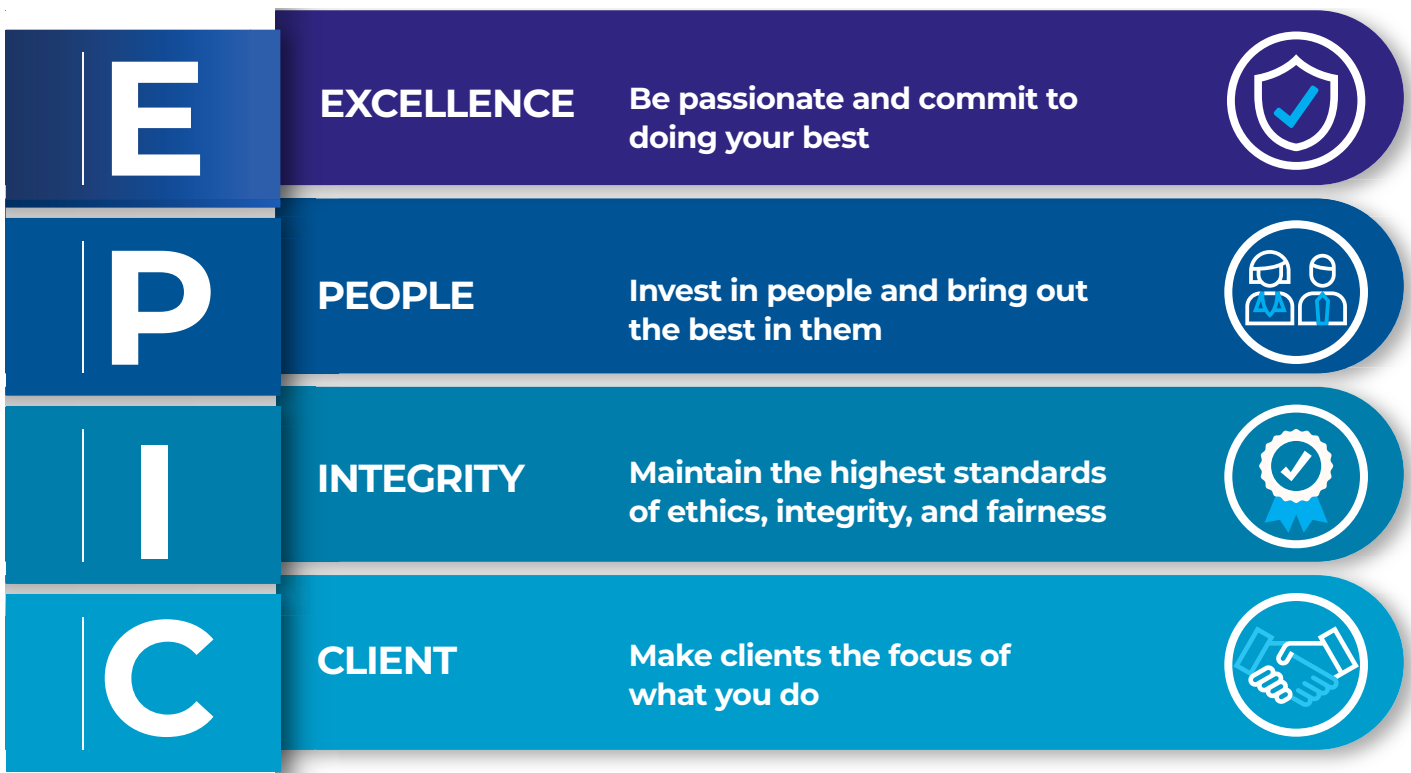 E
EXCELLENCE
Be passionate and commit to
doing your best
P
PEOPLE
Invest in people and bring out
the best in them
I
INTEGRITY
Maintain the highest standards
of ethics, integrity, and fairness
C
CLIENT
Make clients the focus of
what you do